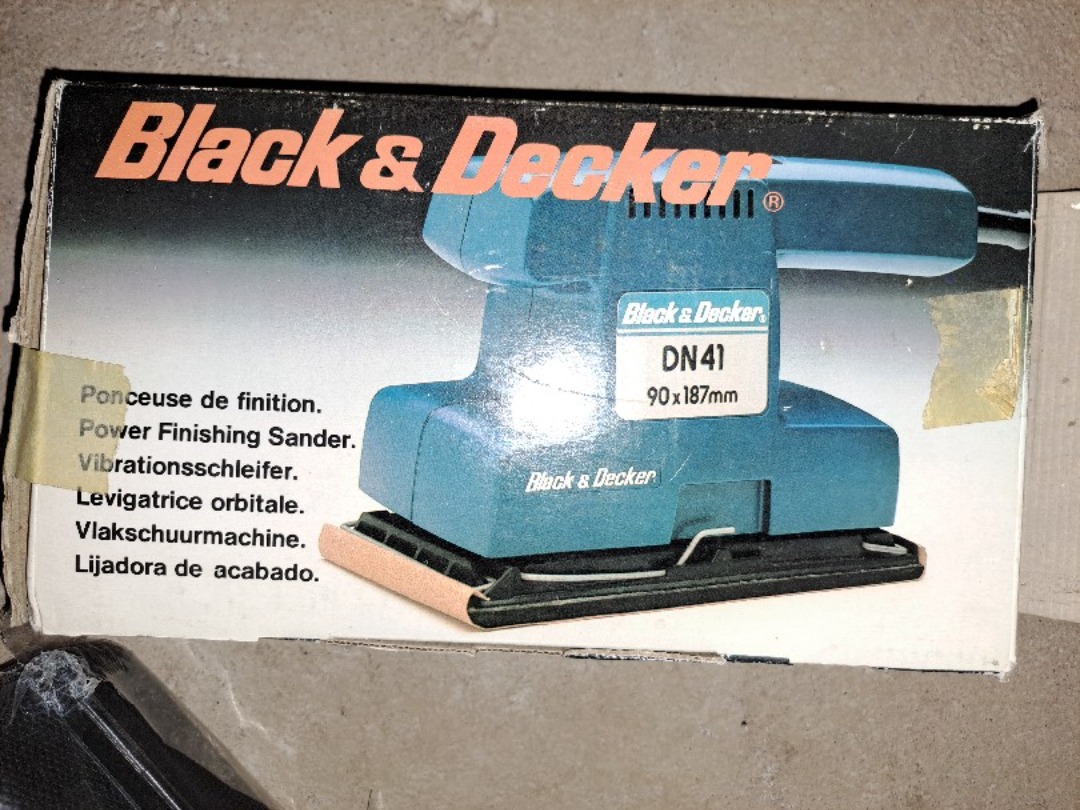 Black & Decker®
Black & Decker®
DN41
90x187mm
Black & Decker
Ponceuse de finition.
Power Finishing Sander.
Vibrationsschleifer.
Levigatrice orbitale.
Vlakschuurmachine.
Lijadora de acabado.